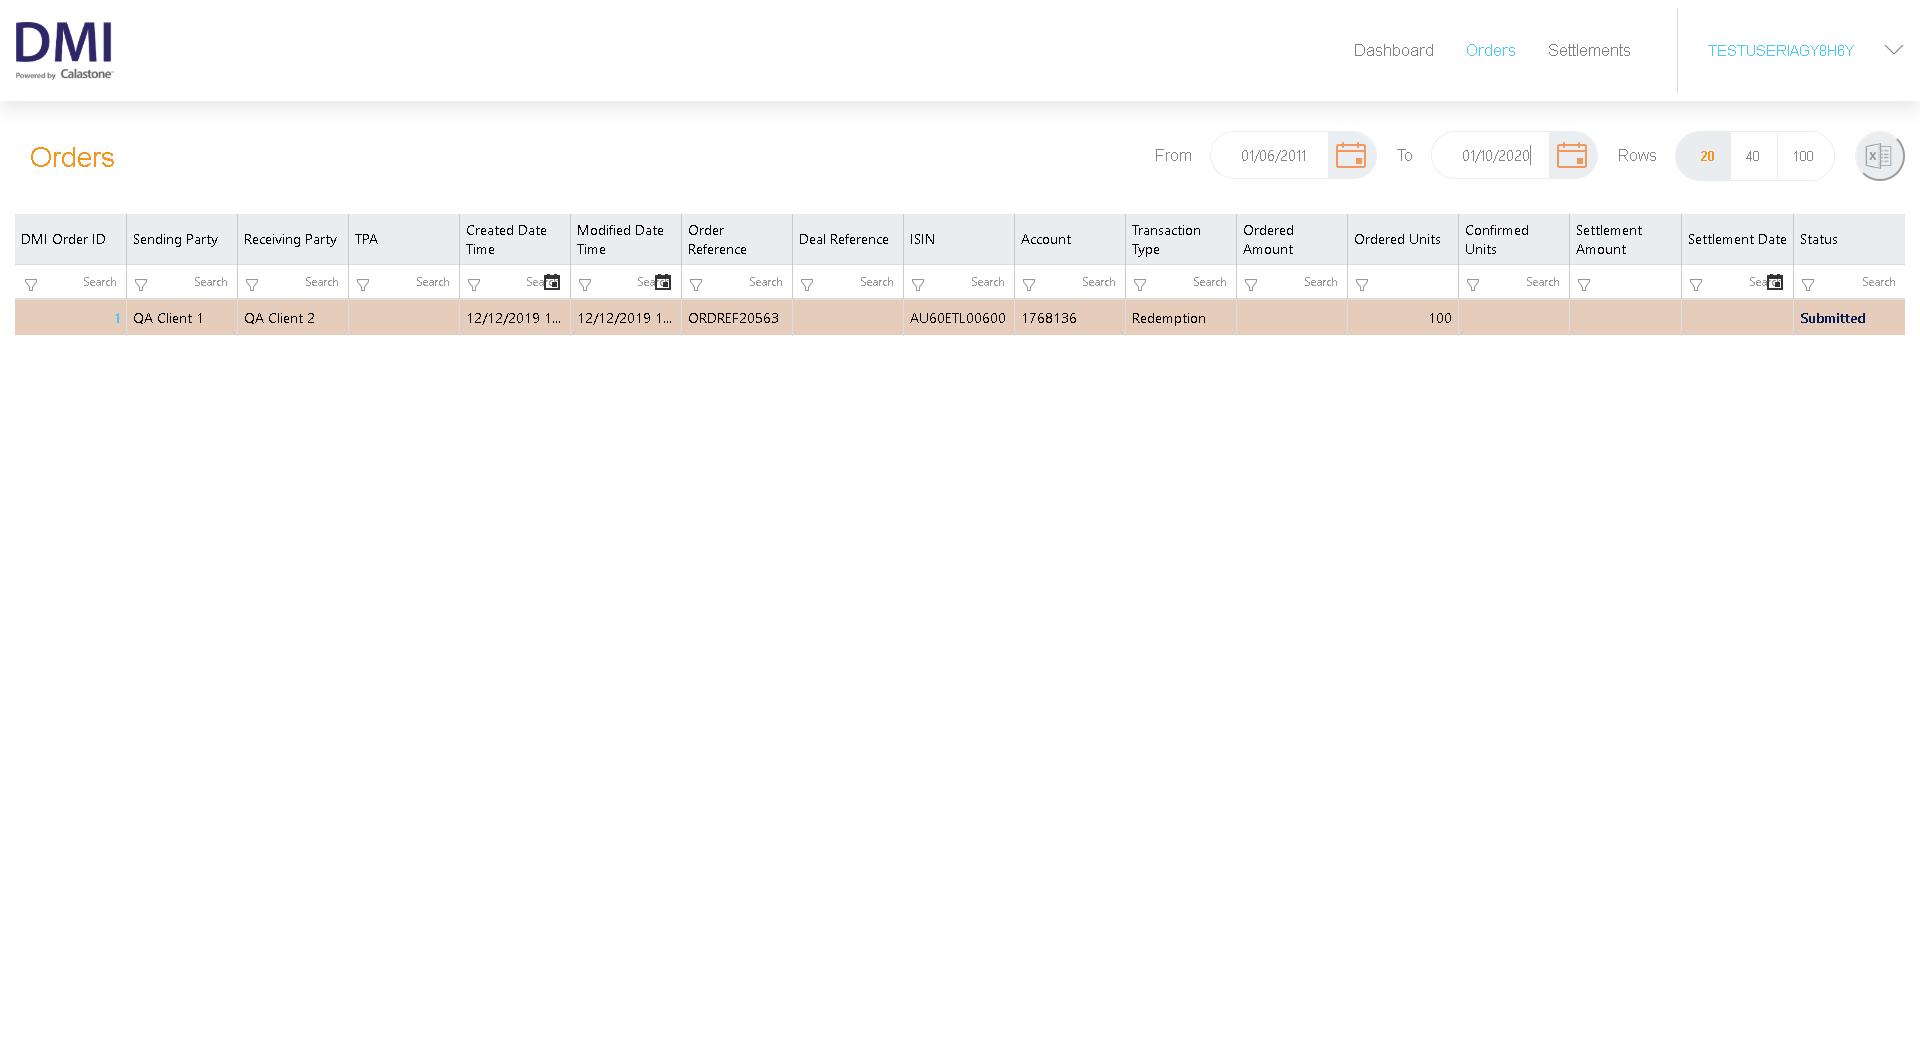 DMI
Powered by Calastone
Dashboard Orders Settlements TESTUSERIAGY8H6Y
Orders From 01/06/2011 To 01/10/2020 Rows 20 40 100
DMI Order ID Sending Party Receiving Party TPA Created Date Time Modified Date Time Order Reference Deal Reference ISIN Account Transaction Type Ordered Amount Ordered Units Confirmed Units Settlement Amount Settlement Date Status
Search Search Search Search Search Search Search Search Search Search Search Search Search Search Search
1 QA Client 1 QA Client 2 12/12/2019 1... 12/12/2019 1... ORDREF20563 AU60ETL00600 1768136 Redemption 100 Submitted